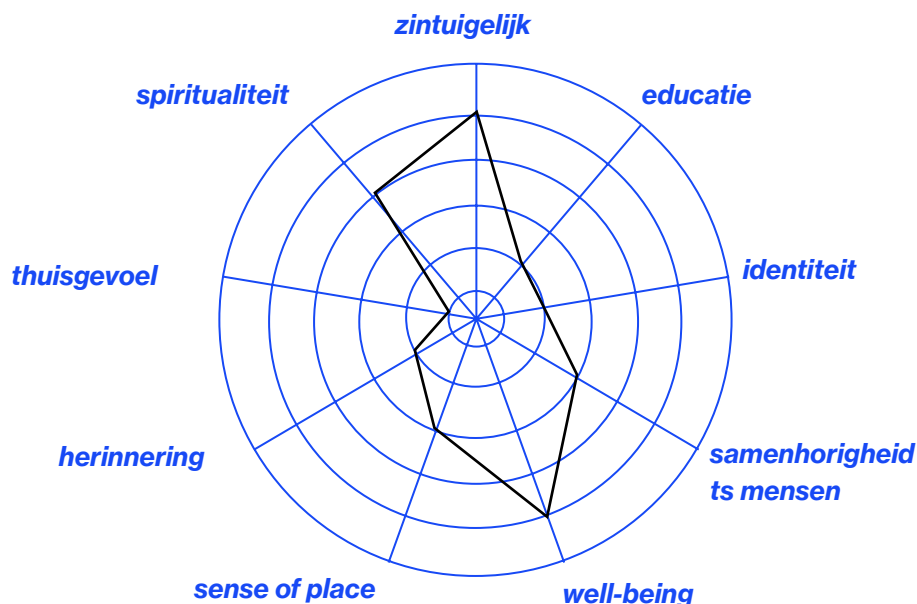 zintuigelijk
spiritualiteit
educatie
thuisgevoel
identiteit
herinnering
samenhorigheid
ts mensen
sense of place
well-being